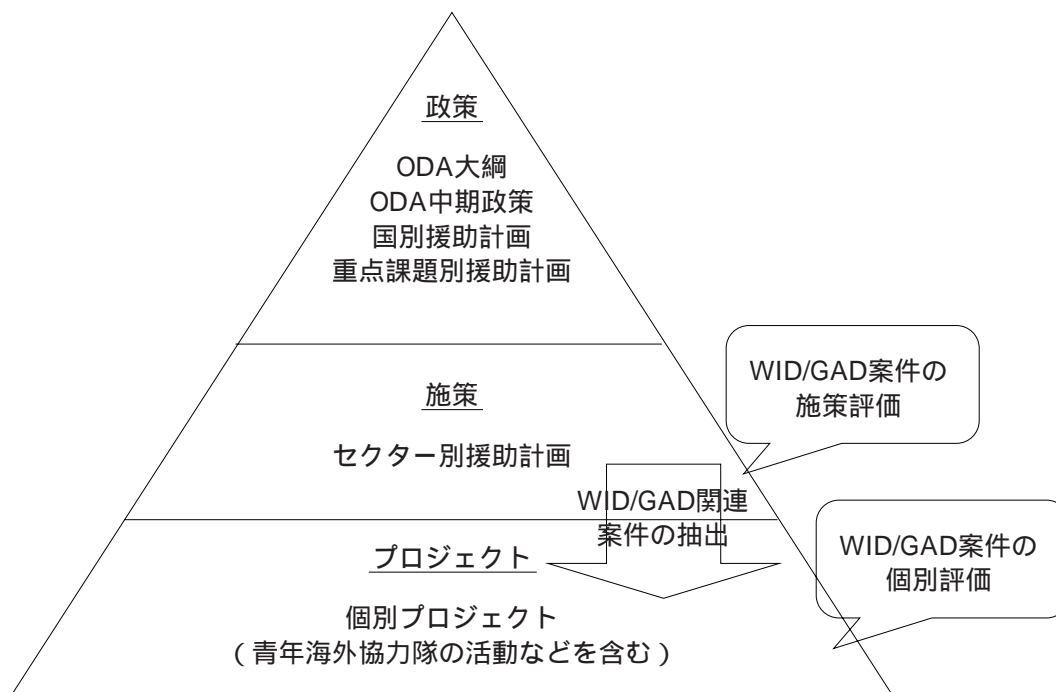 政策
ODA大綱
ODA中期政策
国別援助計画
重点課題別援助計画
施策
セクター別援助計画
WID/GAD案件の
施策評価
WID/GAD関連
案件の抽出
プロジェクト
個別プロジェクト
（青年海外協力隊の活動などを含む）
WID/GAD案件の
個別評価